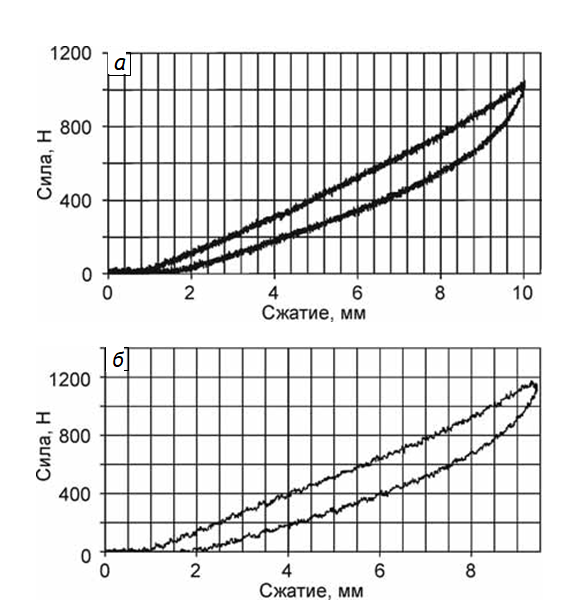 а
1200
800
400
0
Сила, Н
0 2 4 6 8 10
Сжатие, мм
б
1200
800
400
0
Сила, Н
0 2 4 6 8
Сжатие, мм